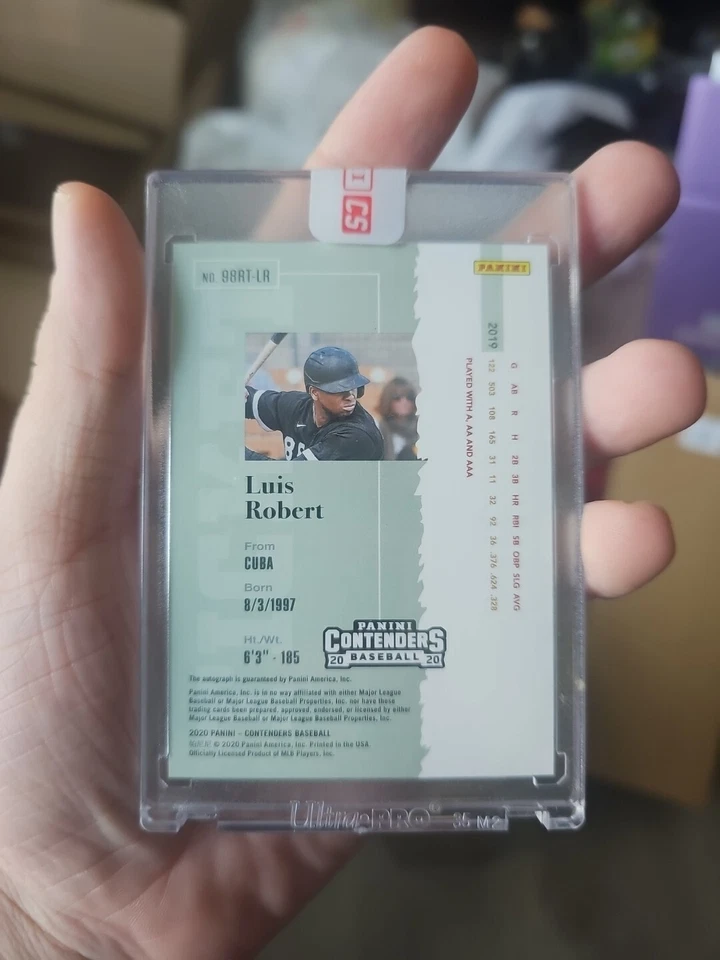 CS
NO. 98RT-LR
PANINI
2019
G AB R H 2B 3B HR RBI SB OBP SLG AVG
122 503 108 165 31 11 32 92 36 .376 .624 .328
PLAYED WITH A, AA AND AAA
Luis
Robert
From
CUBA
Born
8/3/1997
Ht./Wt.
6'3" - 185
PANINI
CONTENDERS
20 BASEBALL 20
The autograph is guaranteed by Panini America, Inc.
Panini America, Inc. is in no way affiliated with either Major League
Baseball or Major League Baseball Properties, Inc. nor have these
trading cards been prepared, approved, endorsed, or licensed by either
Major League Baseball or Major League Baseball Properties, Inc.
2020 PANINI - CONTENDERS BASEBALL
© 2020 Panini America, Inc. Printed in the USA.
Officially Licensed Product of MLB Players, Inc.
Ultra PRO 35 M2